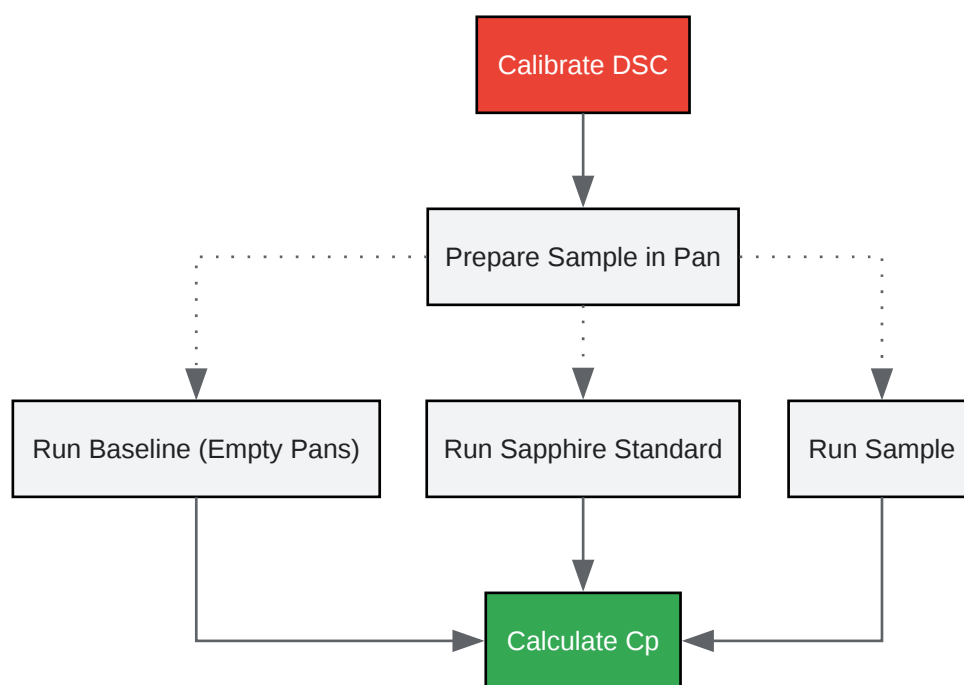 Calibrate DSC
Prepare Sample in Pan
Run Baseline (Empty Pans)
Run Sapphire Standard
Run Sample
Calculate Cp